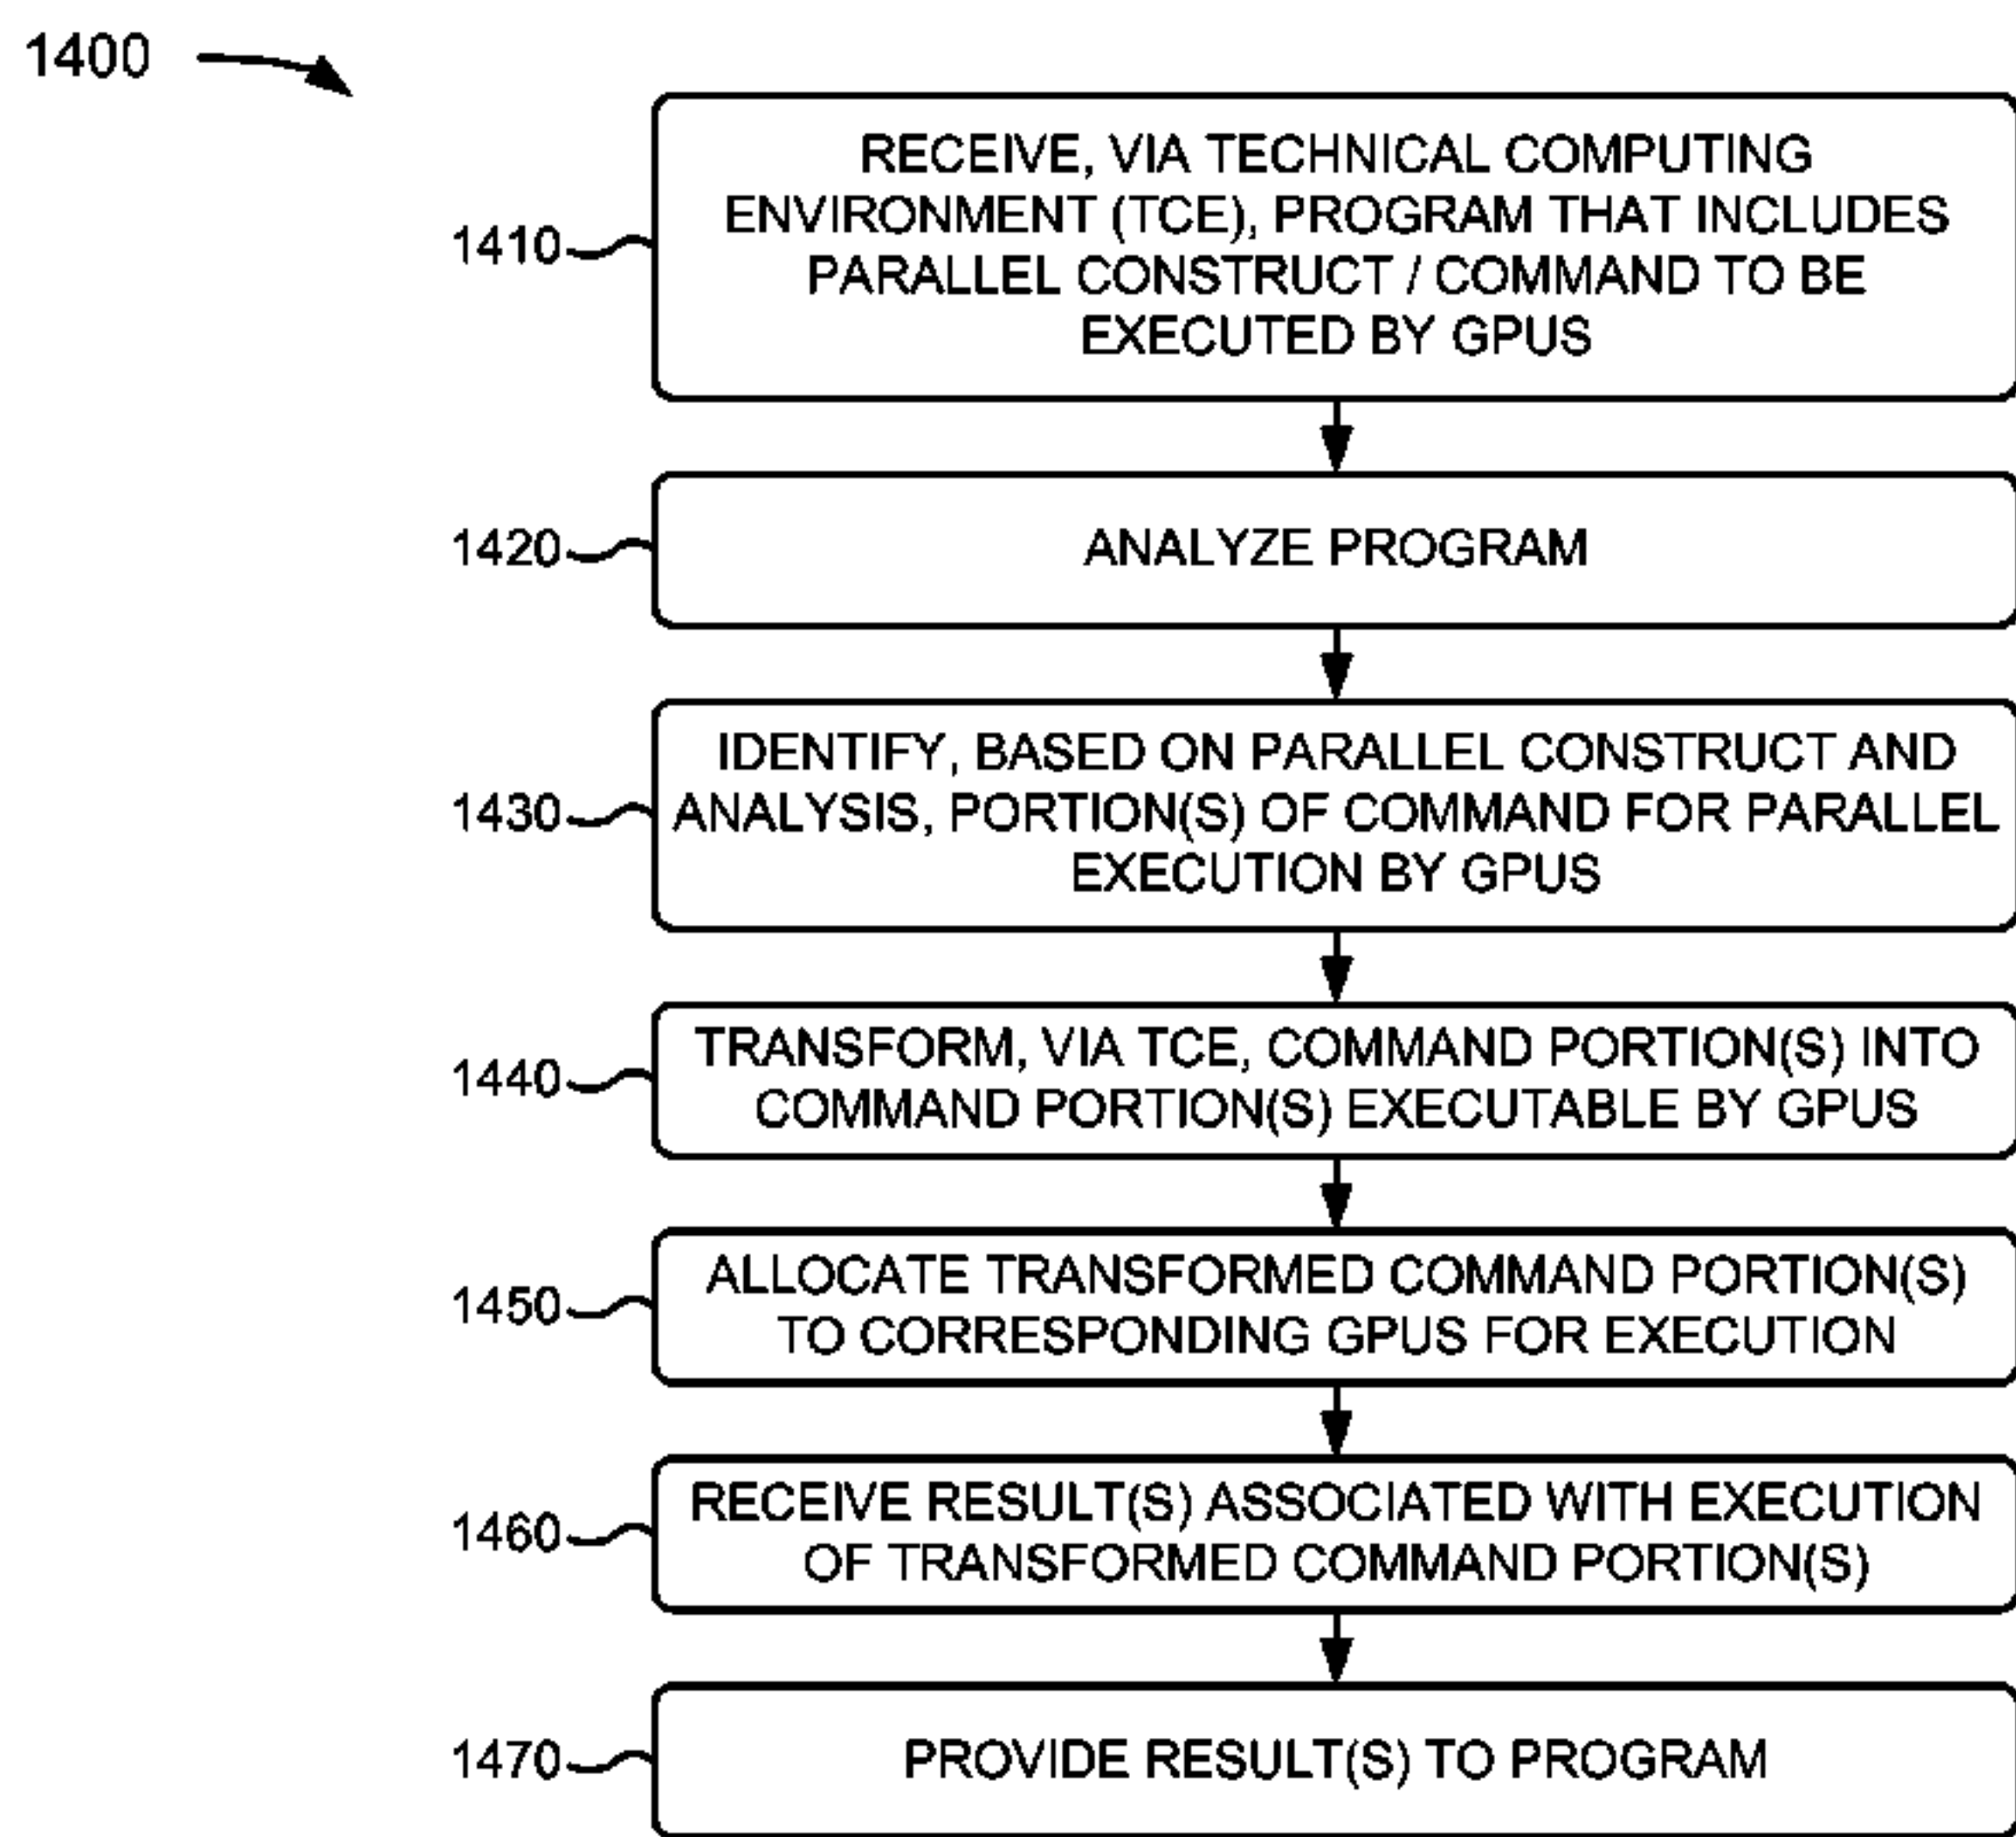 1400
RECEIVE, VIA TECHNICAL COMPUTING
ENVIRONMENT (TCE), PROGRAM THAT INCLUDES
PARALLEL CONSTRUCT / COMMAND TO BE
EXECUTED BY GPUS
1410
ANALYZE PROGRAM
1420
IDENTIFY, BASED ON PARALLEL CONSTRUCT AND
ANALYSIS, PORTION(S) OF COMMAND FOR PARALLEL
EXECUTION BY GPUS
1430
TRANSFORM, VIA TCE, COMMAND PORTION(S) INTO
COMMAND PORTION(S) EXECUTABLE BY GPUS
1440
ALLOCATE TRANSFORMED COMMAND PORTION(S)
TO CORRESPONDING GPUS FOR EXECUTION
1450
RECEIVE RESULT(S) ASSOCIATED WITH EXECUTION
OF TRANSFORMED COMMAND PORTION(S)
1460
PROVIDE RESULT(S) TO PROGRAM
1470